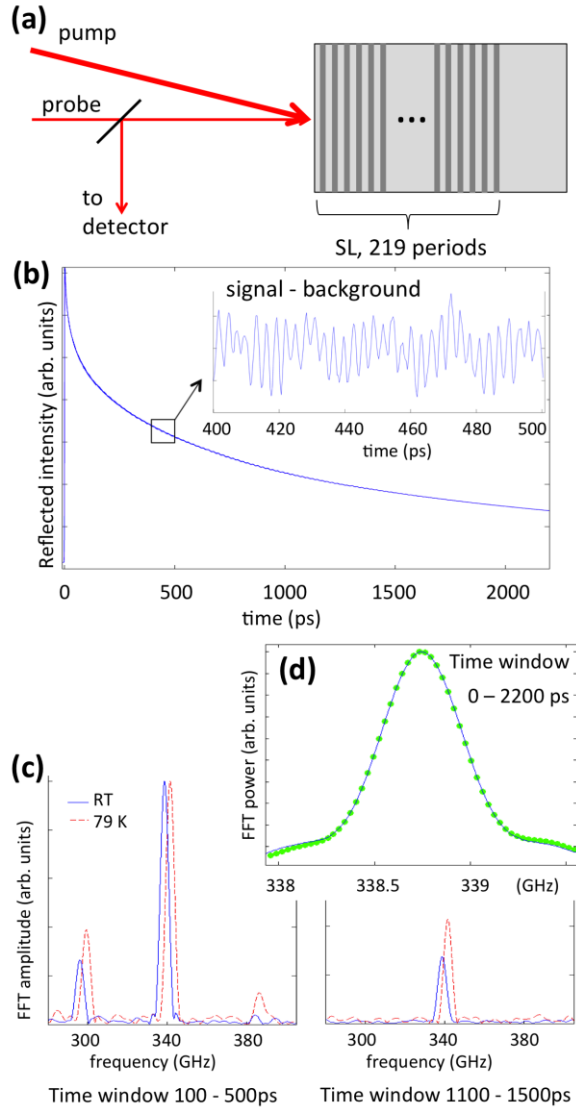 (a)
pump
probe
to
detector
SL, 219 periods
(b)
Reflected intensity (arb. units)
signal - background
400 420 440 460 480 500
time (ps)
0 500 1000 1500 2000
time (ps)
(d)
Time window
0 – 2200 ps
FFT power (arb. units)
338 338.5 339 (GHz)
(c)
RT
79 K
FFT amplitude (arb. units)
300 340 380
frequency (GHz)
Time window 100 - 500ps
300 340 380
frequency (GHz)
Time window 1100 - 1500ps